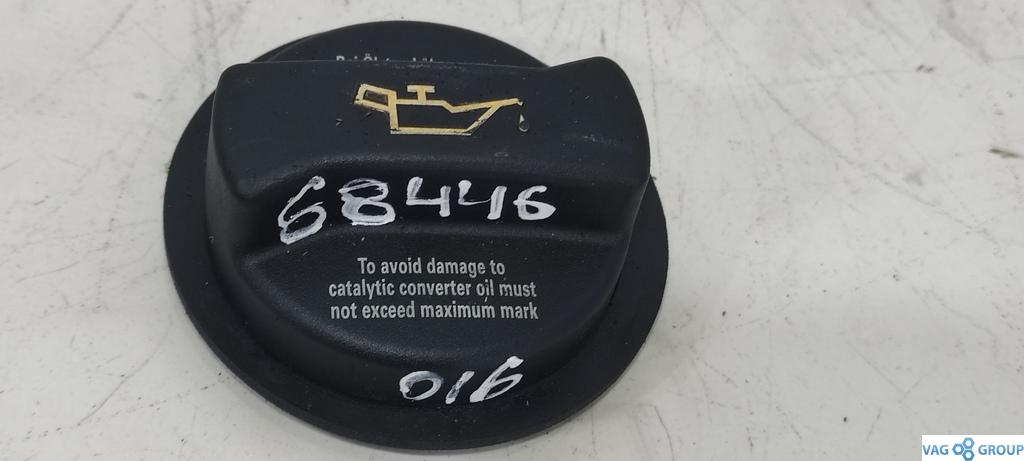 68446
To avoid damage to
catalytic converter oil must
not exceed maximum mark
016
VAG GROUP